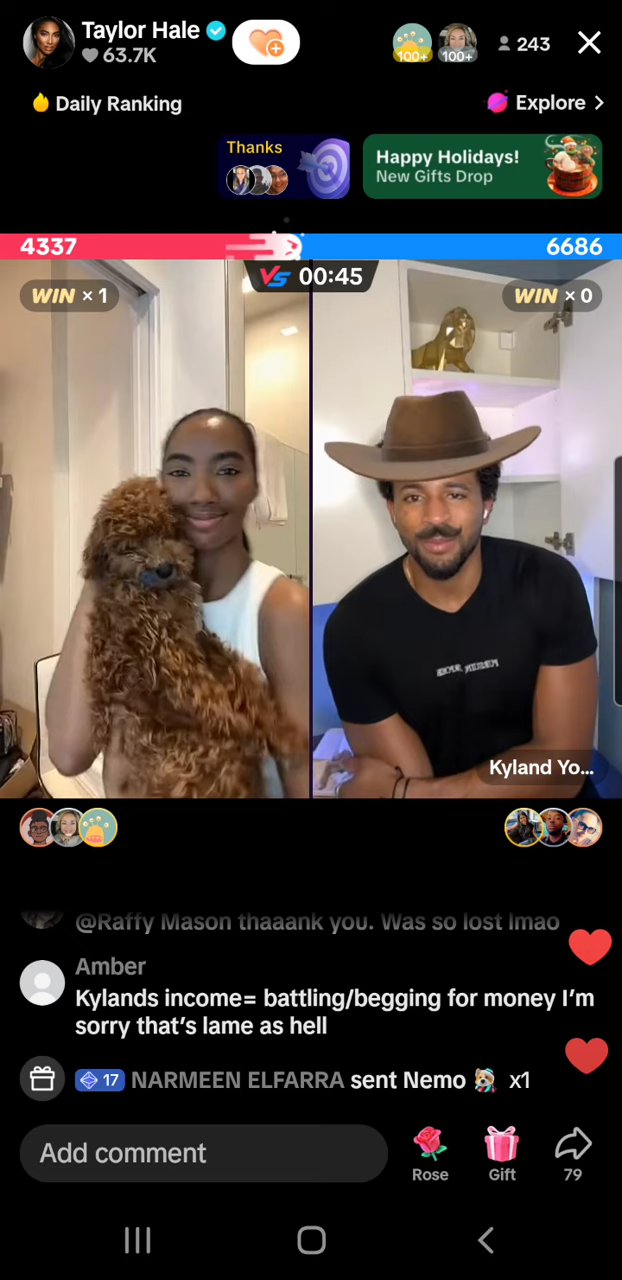 Taylor Hale
63.7K
100+
100+
243
Daily Ranking
Explore
Thanks
Happy Holidays!
New Gifts Drop
4337
6686
VS 00:45
WIN × 1
WIN × 0
Kyland Yo...
@Raffy Mason thaaank you. Was so lost lmao
Amber
Kylands income= battling/begging for money I'm
sorry that's lame as hell
17 NARMEEN ELFARRA sent Nemo x1
Add comment
Rose
Gift
79